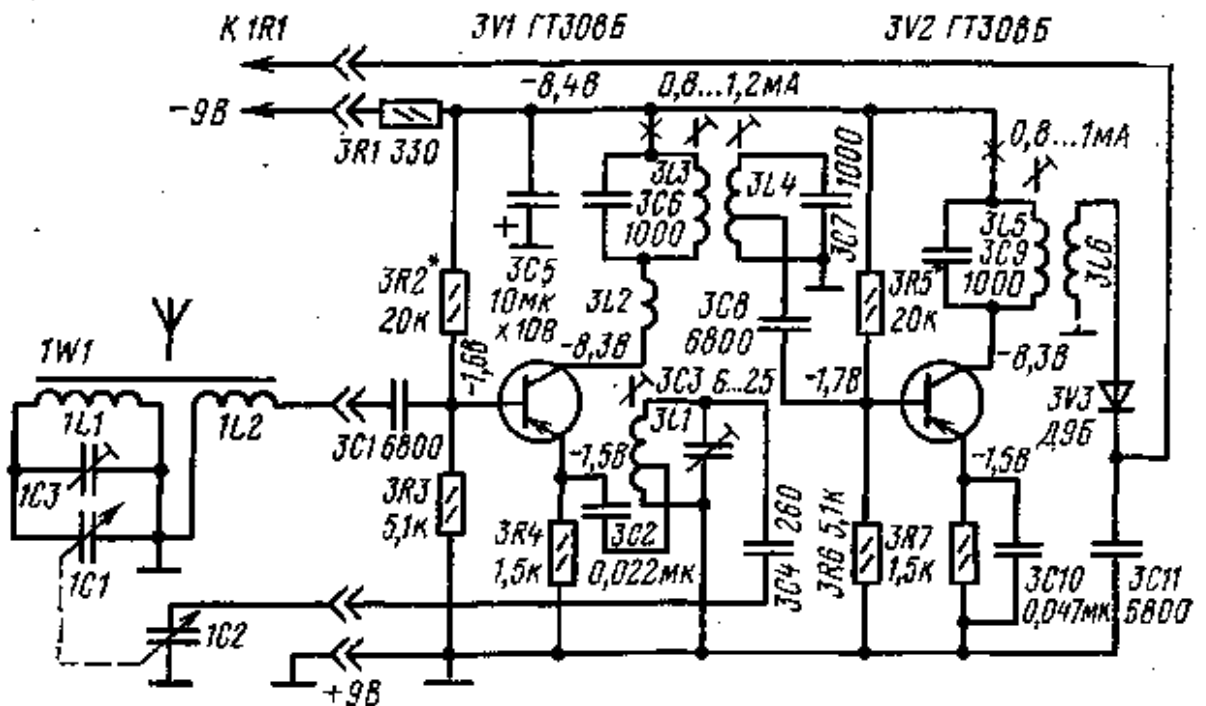 К 1R1
3V1 ГТ308Б
3V2 ГТ308Б
-9В
3R1 330
-8,4В
0,8...1,2мА
0,8...1мА
3L3
3C6
1000
3L4
1000
3C7
3L5
3C9
1000
3L6
+
3C5
10мк
х10В
3R2*
20к
3L2
3C8
6800
3R5*
20к
-1,6В
-8,3В
-1,7В
-8,3В
1W1
1L1
1L2
3C1 6800
3C3 6...25
3L1
3V3
Д9Б
1C3
1C1
3R3
5,1к
-1,5В
3R4
1,5к
3C2
0,022мк
260
3C4
3R6 5,1к
3R7
1,5к
-1,5В
3C10
0,047мк
3C11
6800
1C2
+9В